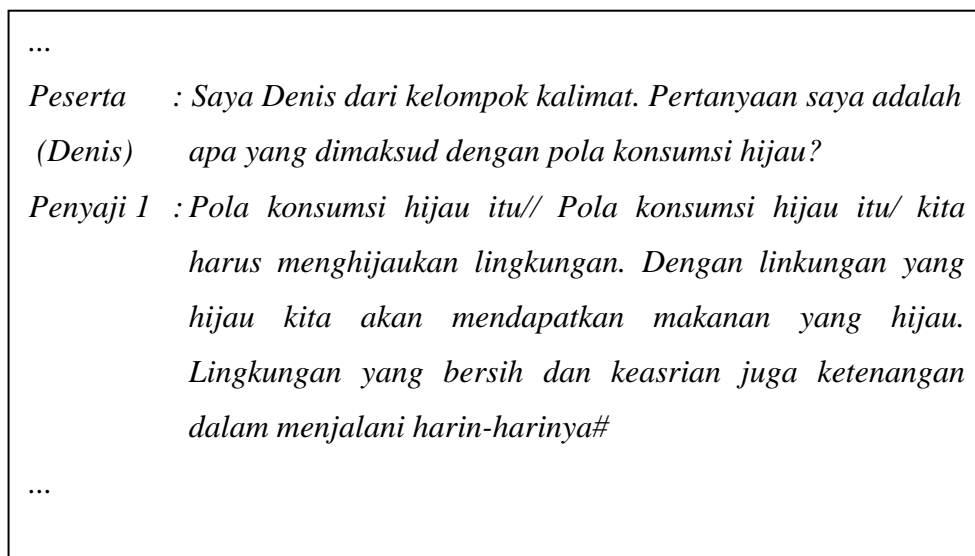 ...
Peserta : Saya Denis dari kelompok kalimat. Pertanyaan saya adalah
(Denis) apa yang dimaksud dengan pola konsumsi hijau?
Penyaji 1 : Pola konsumsi hijau itu// Pola konsumsi hijau itu/ kita
harus menghijaukan lingkungan. Dengan linkungan yang
hijau kita akan mendapatkan makanan yang hijau.
Lingkungan yang bersih dan keasrian juga ketenangan
dalam menjalani harin-harinya#
...